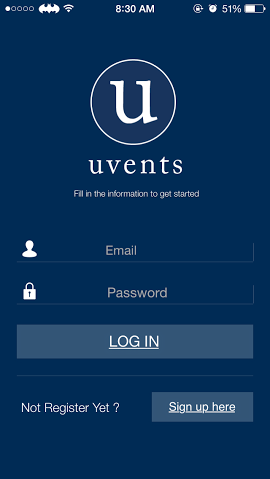 8:30 AM 51%
u
uvents
Fill in the information to get started
Email
Password
LOG IN
Not Register Yet ?
Sign up here